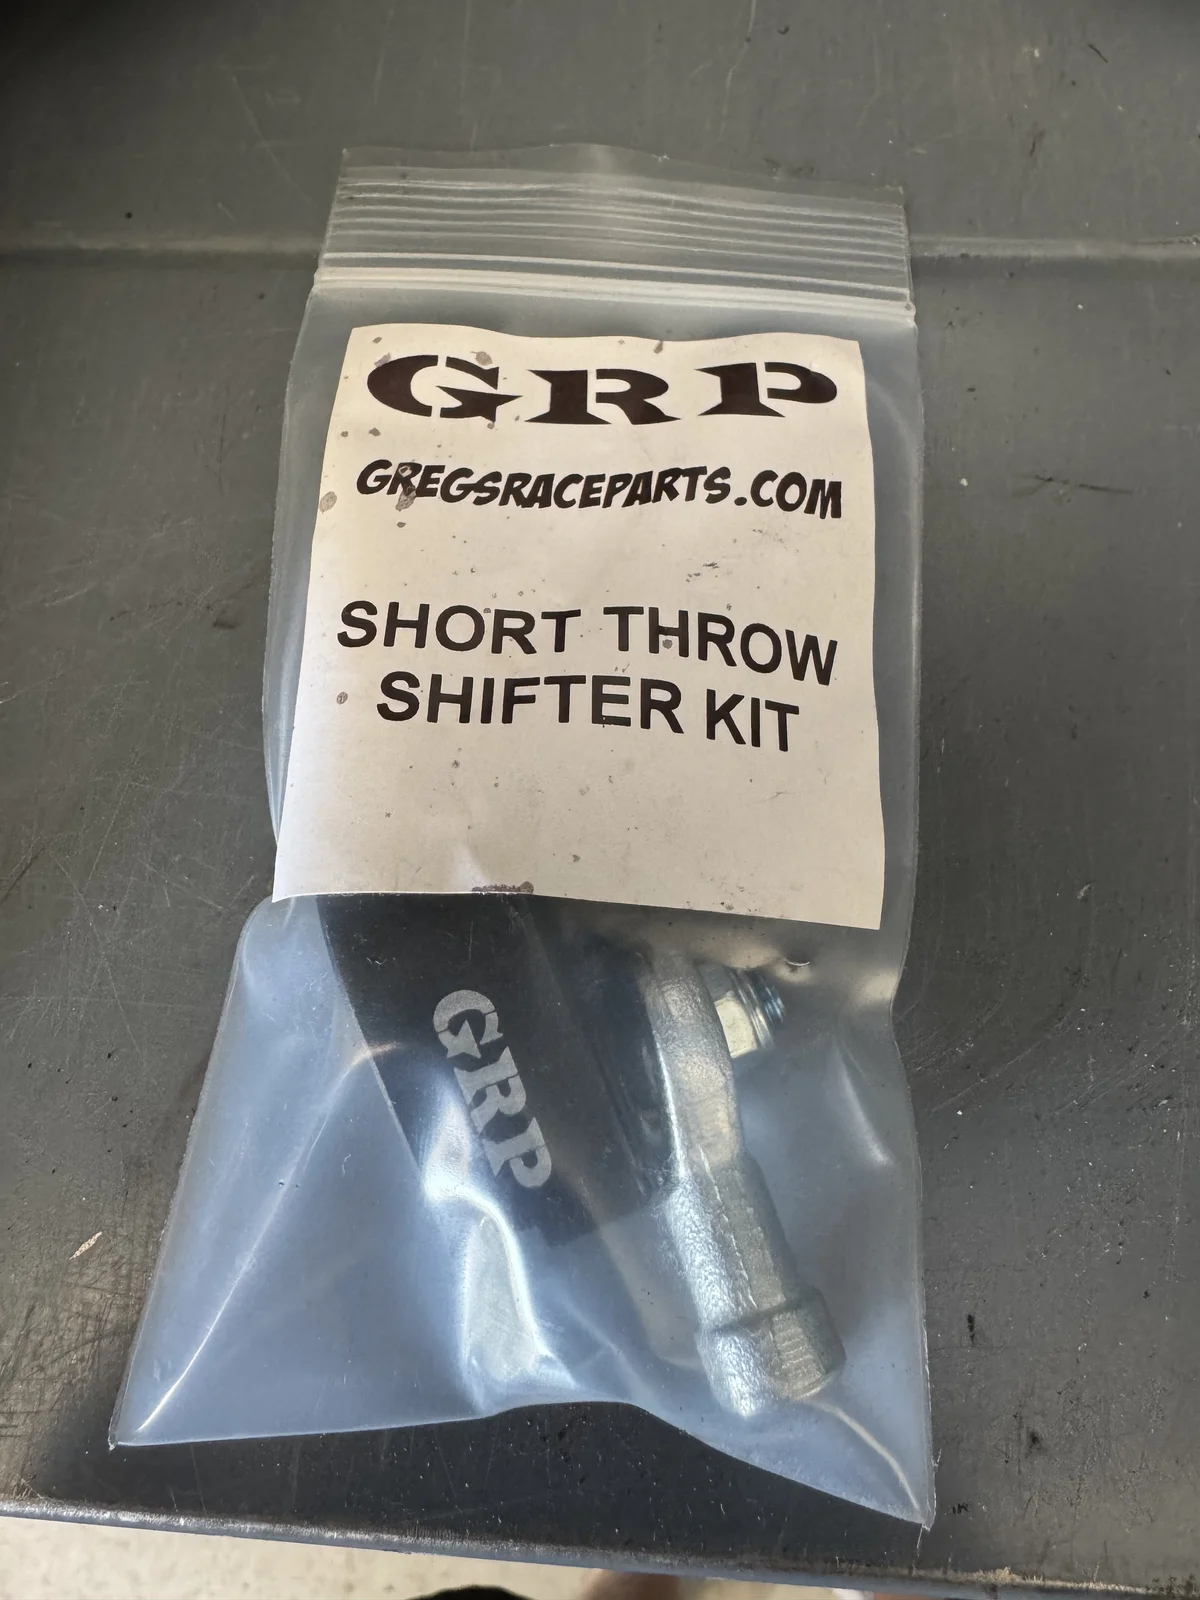 GRP
GREGSRACEPARTS.COM
SHORT THROW
SHIFTER KIT
GRP